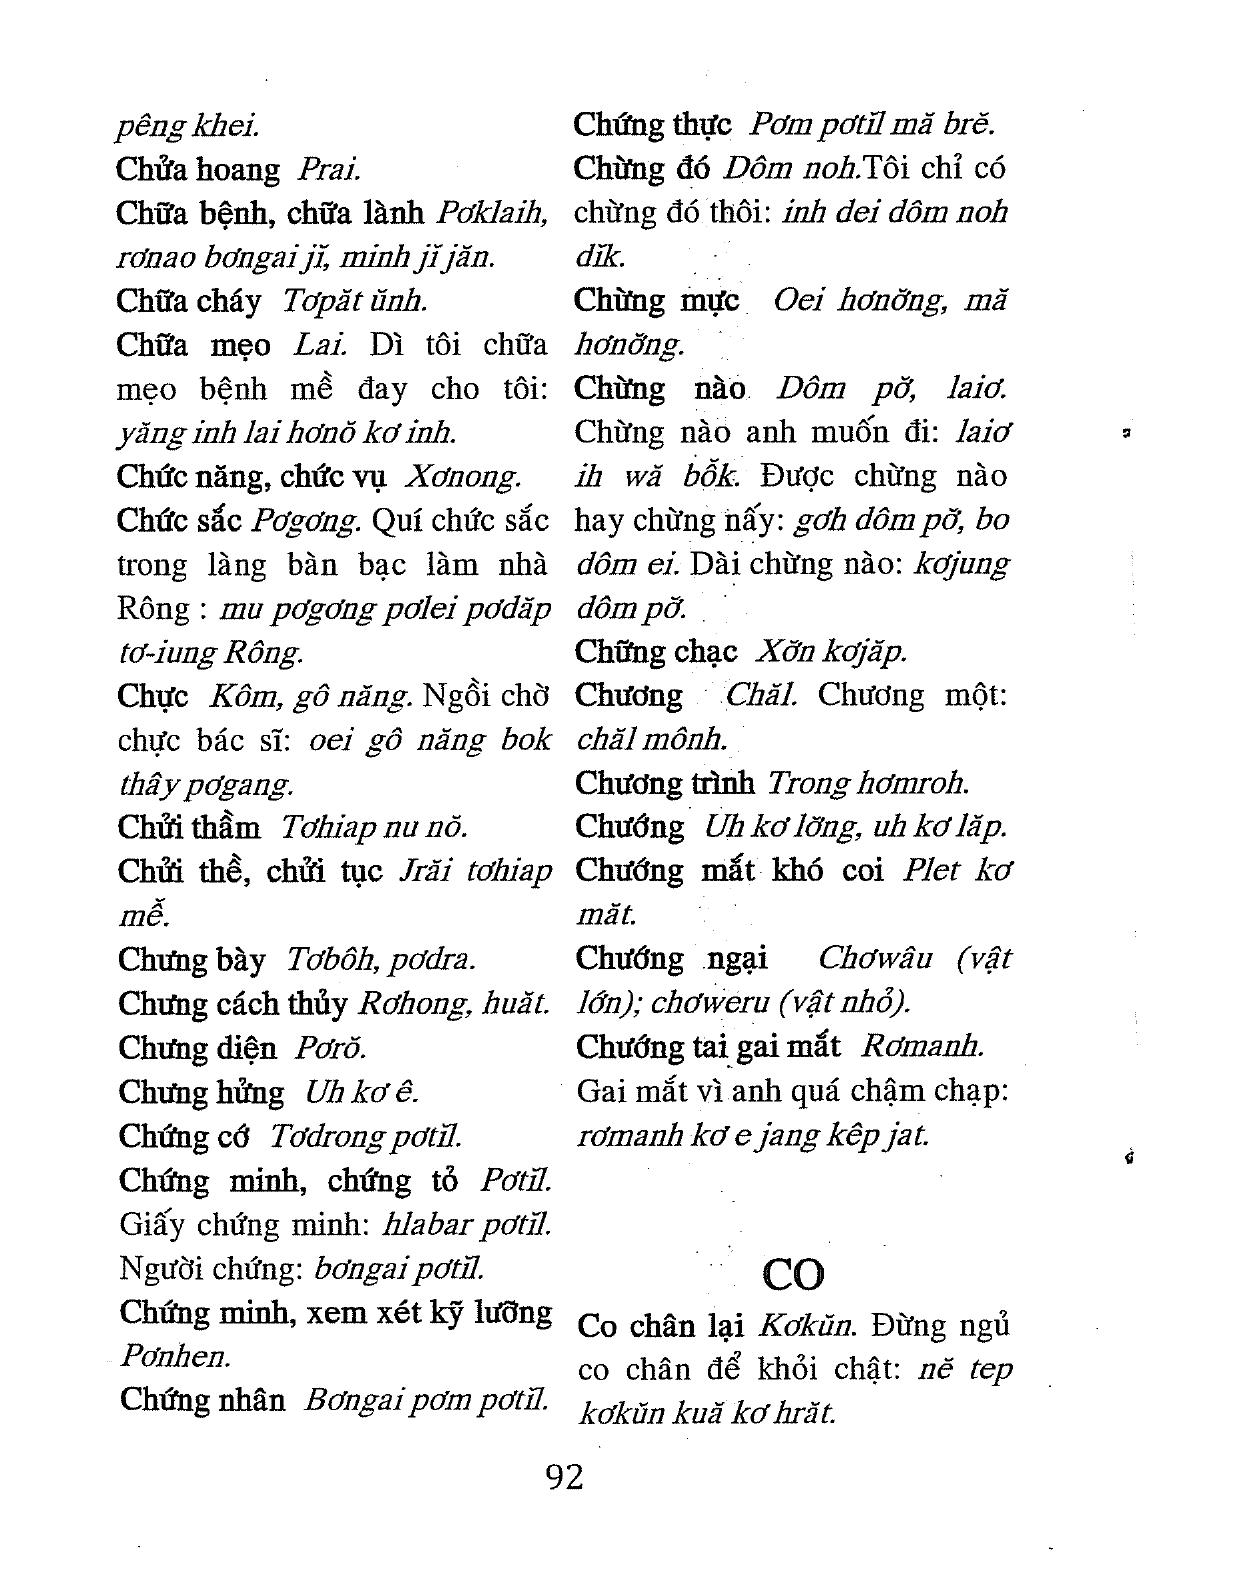 pêng khei.
Chửa hoang Prai.
Chữa bệnh, chữa lành Pơklaih,
rơnao bơngai jĭ, minh jĭ jăn.
Chữa cháy Tơpăt ŭnh.
Chữa mẹo Lai. Dì tôi chữa
mẹo bệnh mề đay cho tôi:
yăng inh lai hơnŏ kơ inh.
Chức năng, chức vụ Xơnong.
Chức sắc Pơgơng. Quí chức sắc
trong làng bàn bạc làm nhà
Rông : mu pơgơng pơlei pơdăp
tơ-iung Rông.
Chực Kôm, gô năng. Ngồi chờ
chực bác sĩ: oei gô năng bok
thây pơgang.
Chửi thầm Tơhiap nu nŏ.
Chửi thề, chửi tục Jrăi tơhiap
mê̆.
Chưng bày Tơbôh, pơdra.
Chưng cách thủy Rơhong, huăt.
Chưng diện Pơrŏ.
Chưng hửng Uh kơ ê.
Chứng cớ Tơdrong pơtĭl.
Chứng minh, chứng tỏ Pơtĭl.
Giấy chứng minh: hlabar pơtĭl.
Người chứng: bơngai pơtĭl.
Chứng minh, xem xét kỹ lưỡng
Pơnhen.
Chứng nhân Bơngai pơm pơtĭl.
Chứng thực Pơm pơtĭl mă brĕ.
Chừng đó Dôm noh.Tôi chỉ có
chừng đó thôi: inh dei dôm noh
dĭk.
Chừng mực Oei hơnơ̆ng, mă
hơnơ̆ng.
Chừng nào Dôm pơ̆, laiơ.
Chừng nào anh muốn đi: laiơ
ih wă bô̆k. Được chừng nào
hay chừng nấy: gơh dôm pơ̆, bo
dôm ei. Dài chừng nào: kơjung
dôm pơ̆.
Chững chạc Xơ̆n kơjăp.
Chương Chăl. Chương một:
chăl mônh.
Chương trình Trong hơmroh.
Chướng Uh kơ lơ̆ng, uh kơ lăp.
Chướng mắt khó coi Plet kơ
măt.
Chướng ngại Chơwâu (vật
lớn); chơweru (vật nhỏ).
Chướng tai gai mắt Rơmanh.
Gai mắt vì anh quá chậm chạp:
rơmanh kơ e jang kêp jat.
CO
Co chân lại Kơkŭn. Đừng ngủ
co chân để khỏi chật: nĕ tep
kơkŭn kuă kơ hrăt.
92